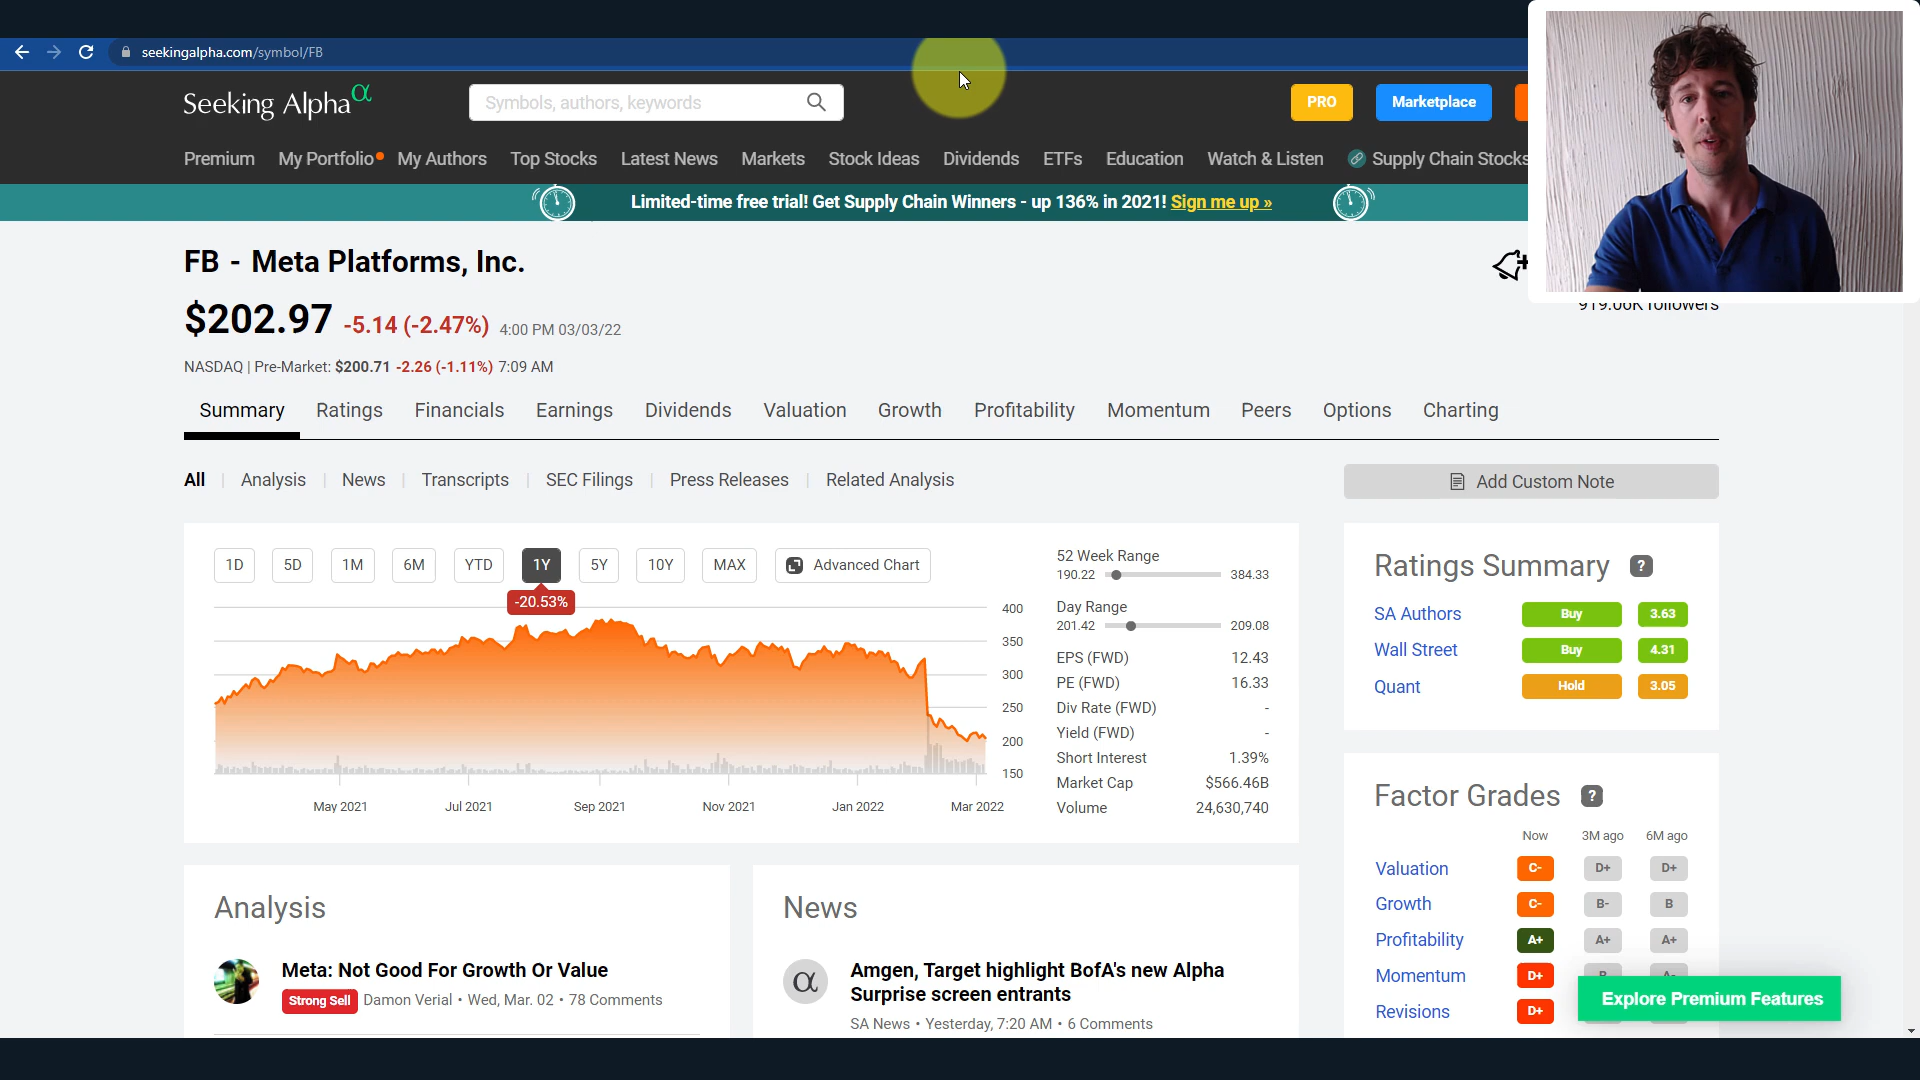 seekingalpha.com/symbol/FB
Seeking Alpha α
Symbols, authors, keywords
PRO
Marketplace
Premium My Portfolio My Authors Top Stocks Latest News Markets Stock Ideas Dividends ETFs Education Watch & Listen Supply Chain Stocks
Limited-time free trial! Get Supply Chain Winners - up 136% in 2021! Sign me up »
FB - Meta Platforms, Inc.
$202.97 -5.14 (-2.47%) 4:00 PM 03/03/22
919.06K followers
NASDAQ | Pre-Market: $200.71 -2.26 (-1.11%) 7:09 AM
Summary Ratings Financials Earnings Dividends Valuation Growth Profitability Momentum Peers Options Charting
All Analysis News Transcripts SEC Filings Press Releases Related Analysis
Add Custom Note
1D 5D 1M 6M YTD 1Y 5Y 10Y MAX Advanced Chart
-20.53%
400
350
300
250
200
150
May 2021 Jul 2021 Sep 2021 Nov 2021 Jan 2022 Mar 2022
52 Week Range
190.22 384.33
Day Range
201.42 209.08
EPS (FWD) 12.43
PE (FWD) 16.33
Div Rate (FWD) -
Yield (FWD) -
Short Interest 1.39%
Market Cap $566.46B
Volume 24,630,740
Ratings Summary ?
SA Authors Buy 3.63
Wall Street Buy 4.31
Quant Hold 3.05
Factor Grades ?
Now 3M ago 6M ago
Valuation C- D+ D+
Growth C- B- B
Profitability A+ A+ A+
Momentum D+
Revisions D+
Explore Premium Features
Analysis
Meta: Not Good For Growth Or Value
Strong Sell Damon Verial • Wed, Mar. 02 • 78 Comments
News
α
Amgen, Target highlight BofA's new Alpha
Surprise screen entrants
SA News • Yesterday, 7:20 AM • 6 Comments